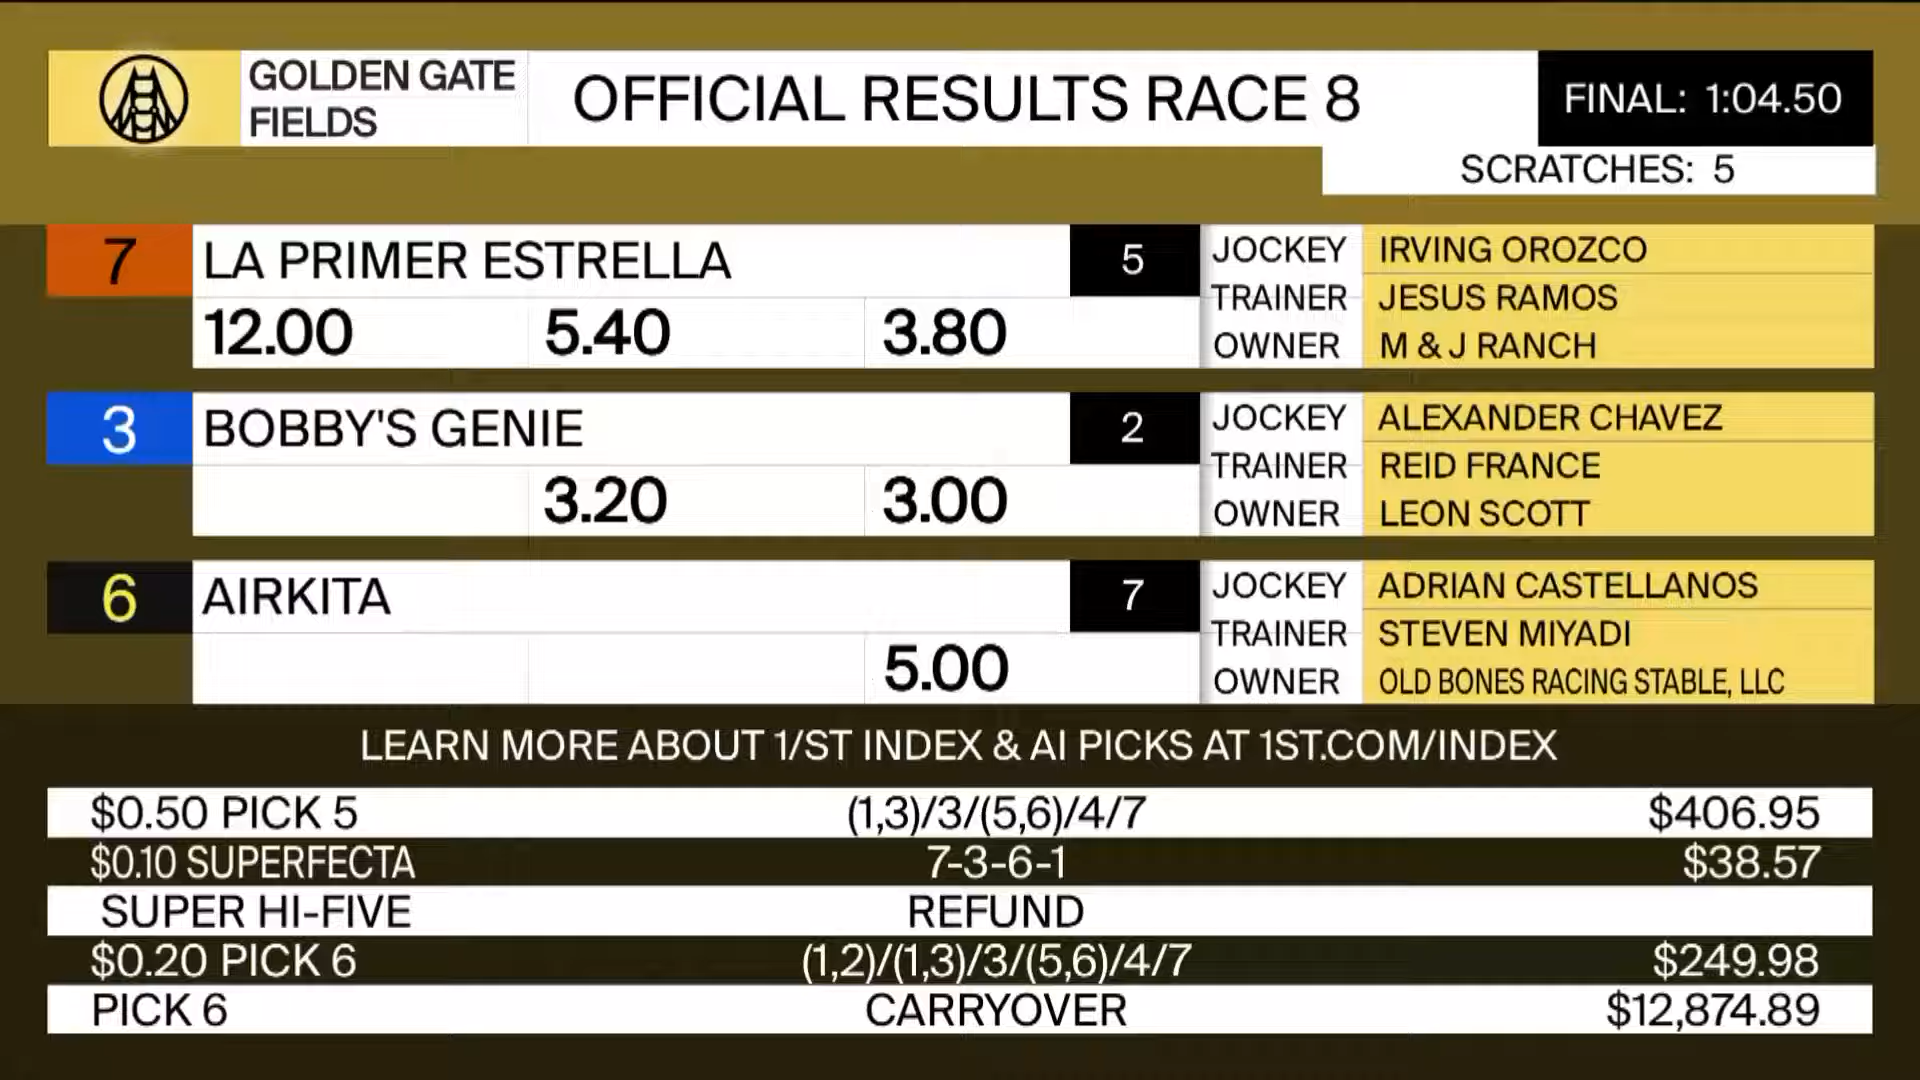 GOLDEN GATE
FIELDS
OFFICIAL RESULTS RACE 8
FINAL: 1:04.50
SCRATCHES: 5
7 LA PRIMER ESTRELLA 5
12.00 5.40 3.80
JOCKEY IRVING OROZCO
TRAINER JESUS RAMOS
OWNER M & J RANCH
3 BOBBY'S GENIE 2
3.20 3.00
JOCKEY ALEXANDER CHAVEZ
TRAINER REID FRANCE
OWNER LEON SCOTT
6 AIRKITA 7
5.00
JOCKEY ADRIAN CASTELLANOS
TRAINER STEVEN MIYADI
OWNER OLD BONES RACING STABLE, LLC
LEARN MORE ABOUT 1/ST INDEX & AI PICKS AT 1ST.COM/INDEX
$0.50 PICK 5 (1,3)/3/(5,6)/4/7 $406.95
$0.10 SUPERFECTA 7-3-6-1 $38.57
SUPER HI-FIVE REFUND
$0.20 PICK 6 (1,2)/(1,3)/3/(5,6)/4/7 $249.98
PICK 6 CARRYOVER $12,874.89